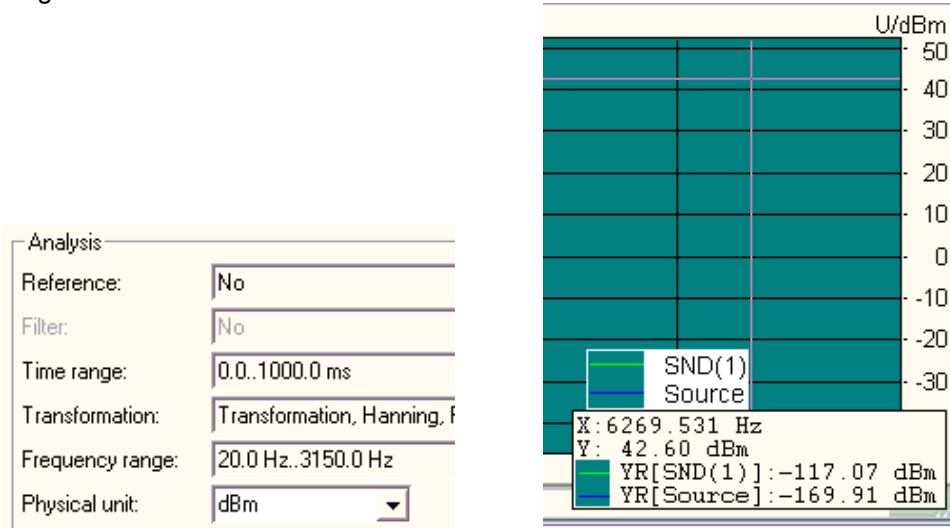 U/dBm
50
40
30
20
10
0
-10
-20
-30
SND(1)
Source
X:6269.531 Hz
Y: 42.60 dBm
YR[SND(1)]:-117.07 dBm
YR[Source]:-169.91 dBm
Analysis
Reference: No
Filter: No
Time range: 0.0..1000.0 ms
Transformation: Transformation, Hanning,
Frequency range: 20.0 Hz..3150.0 Hz
Physical unit: dBm